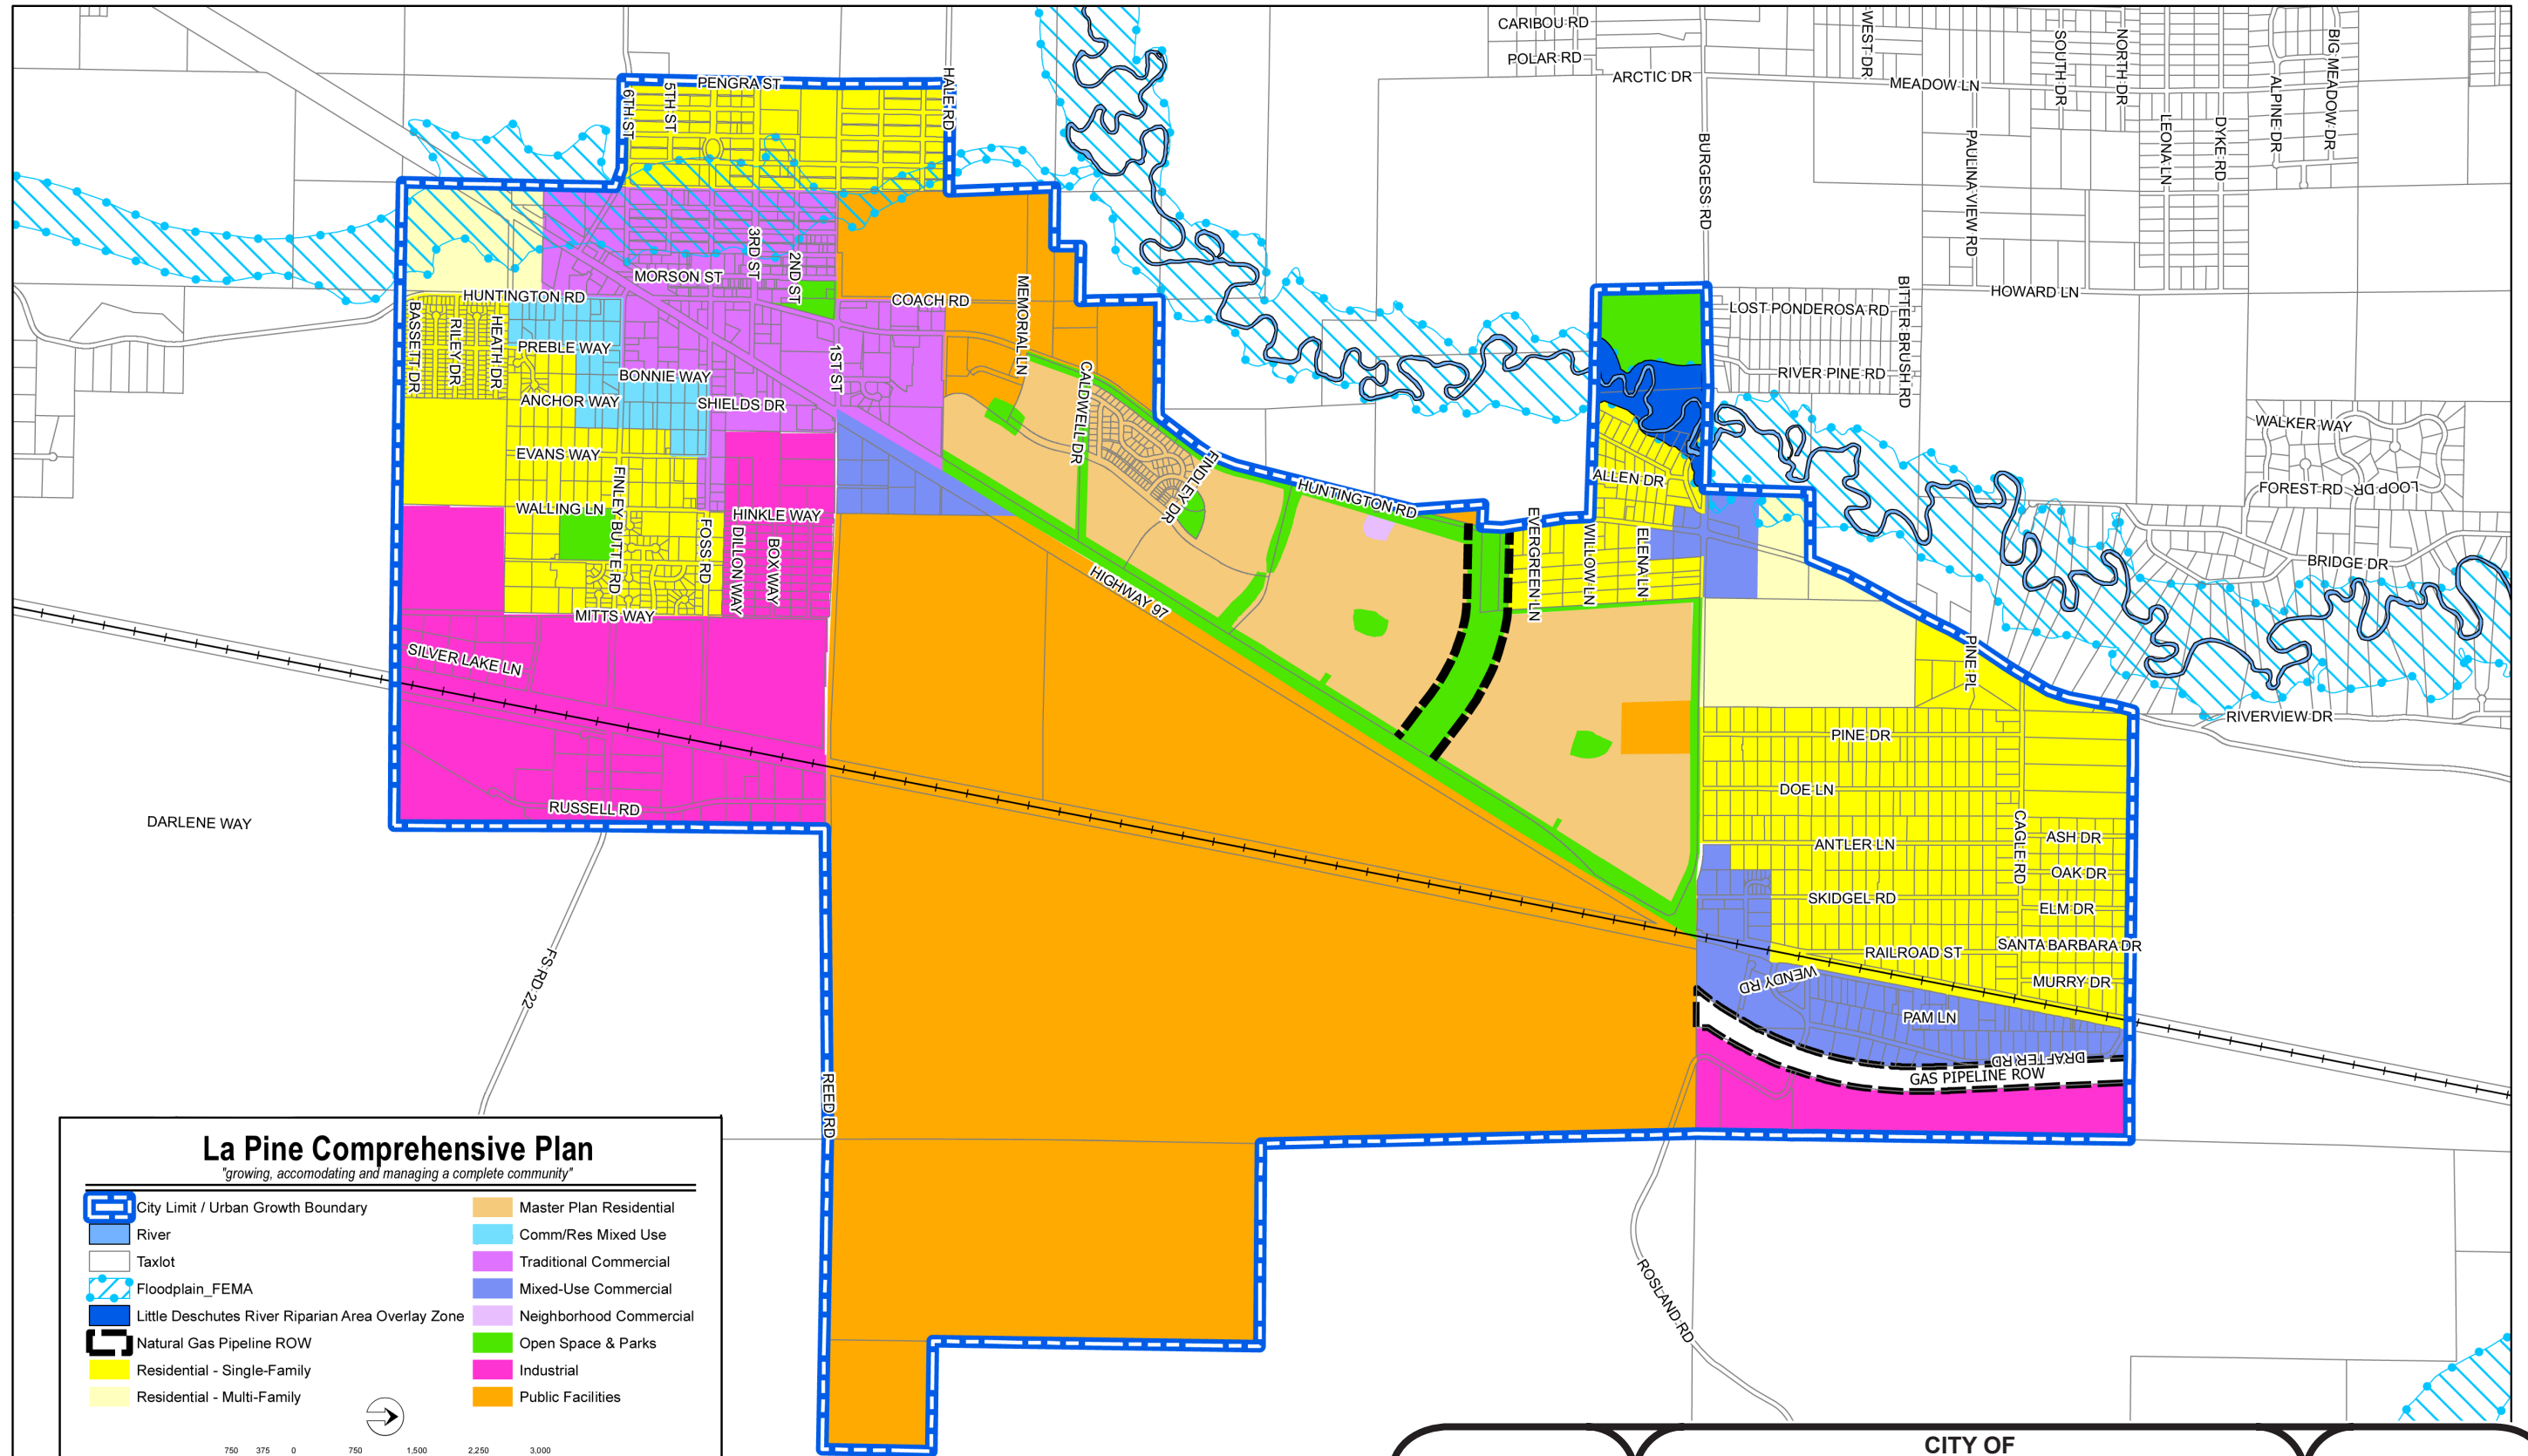 CARIBOU RD
POLAR RD
ARCTIC DR
WEST DR
MEADOW LN
SOUTH DR
NORTH DR
BIG MEADOW DR
ALPINE DR
LEONA LN
DYKE RD
PAULINA VIEW RD
BURGESS RD
PENGRA ST
HALE RD
6TH ST
5TH ST
3RD ST
2ND ST
MORSON ST
HUNTINGTON RD
COACH RD
MEMORIAL LN
HOWARD LN
BITTER BRUSH RD
LOST PONDEROSA RD
RIVER PINE RD
BASSETT DR
RILEY DR
HEATH DR
PREBLE WAY
BONNIE WAY
1ST ST
ANCHOR WAY
SHIELDS DR
CALDWELL DR
WALKER WAY
EVANS WAY
FINLEY BUTTE RD
FINDLEY DR
HUNTINGTON RD
ALLEN DR
FOREST RD
LOOP DR
WALLING LN
HINKLE WAY
FOSS RD
DILLON WAY
BOX WAY
EVERGREEN LN
WILLOW LN
ELENA LN
BRIDGE DR
HIGHWAY 97
MITTS WAY
SILVER LAKE LN
PINE PL
RIVERVIEW DR
PINE DR
DOE LN
RUSSELL RD
DARLENE WAY
CAGLE RD
ASH DR
ANTLER LN
OAK DR
SKIDGEL RD
ELM DR
SANTA BARBARA DR
RAILROAD ST
MURRY DR
WENDY RD
FS RD 22
PAM LN
DRAFTER RD
GAS PIPELINE ROW
REED RD
ROSLAND RD
La Pine Comprehensive Plan
"growing, accomodating and managing a complete community"
City Limit / Urban Growth Boundary
River
Taxlot
Floodplain_FEMA
Little Deschutes River Riparian Area Overlay Zone
Natural Gas Pipeline ROW
Residential - Single-Family
Residential - Multi-Family
Master Plan Residential
Comm/Res Mixed Use
Traditional Commercial
Mixed-Use Commercial
Neighborhood Commercial
Open Space & Parks
Industrial
Public Facilities
750 375 0 750 1,500 2,250 3,000
CITY OF